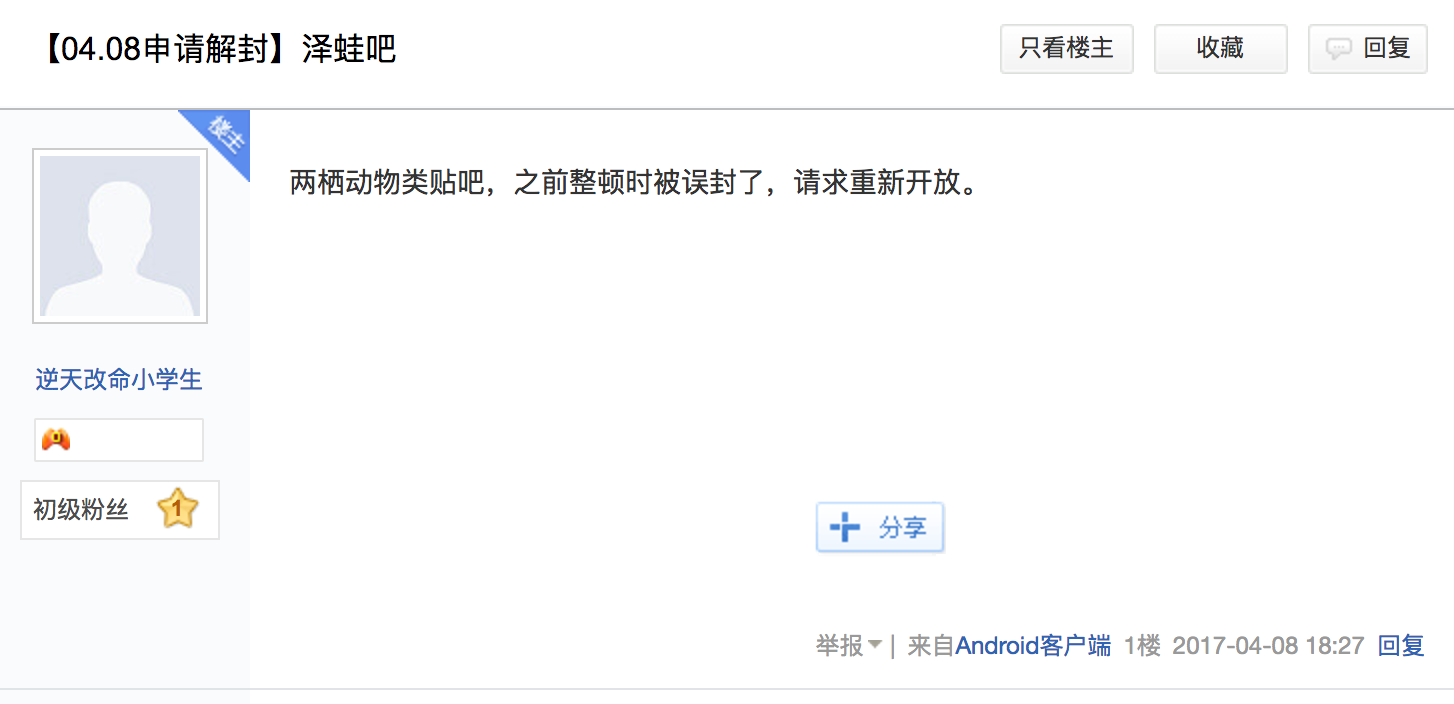 【04.08申请解封】泽蛙吧
只看楼主
收藏
回复
楼主
两栖动物类贴吧，之前整顿时被误封了，请求重新开放。
逆天改命小学生
初级粉丝 1
分享
举报 | 来自Android客户端 1楼 2017-04-08 18:27 回复